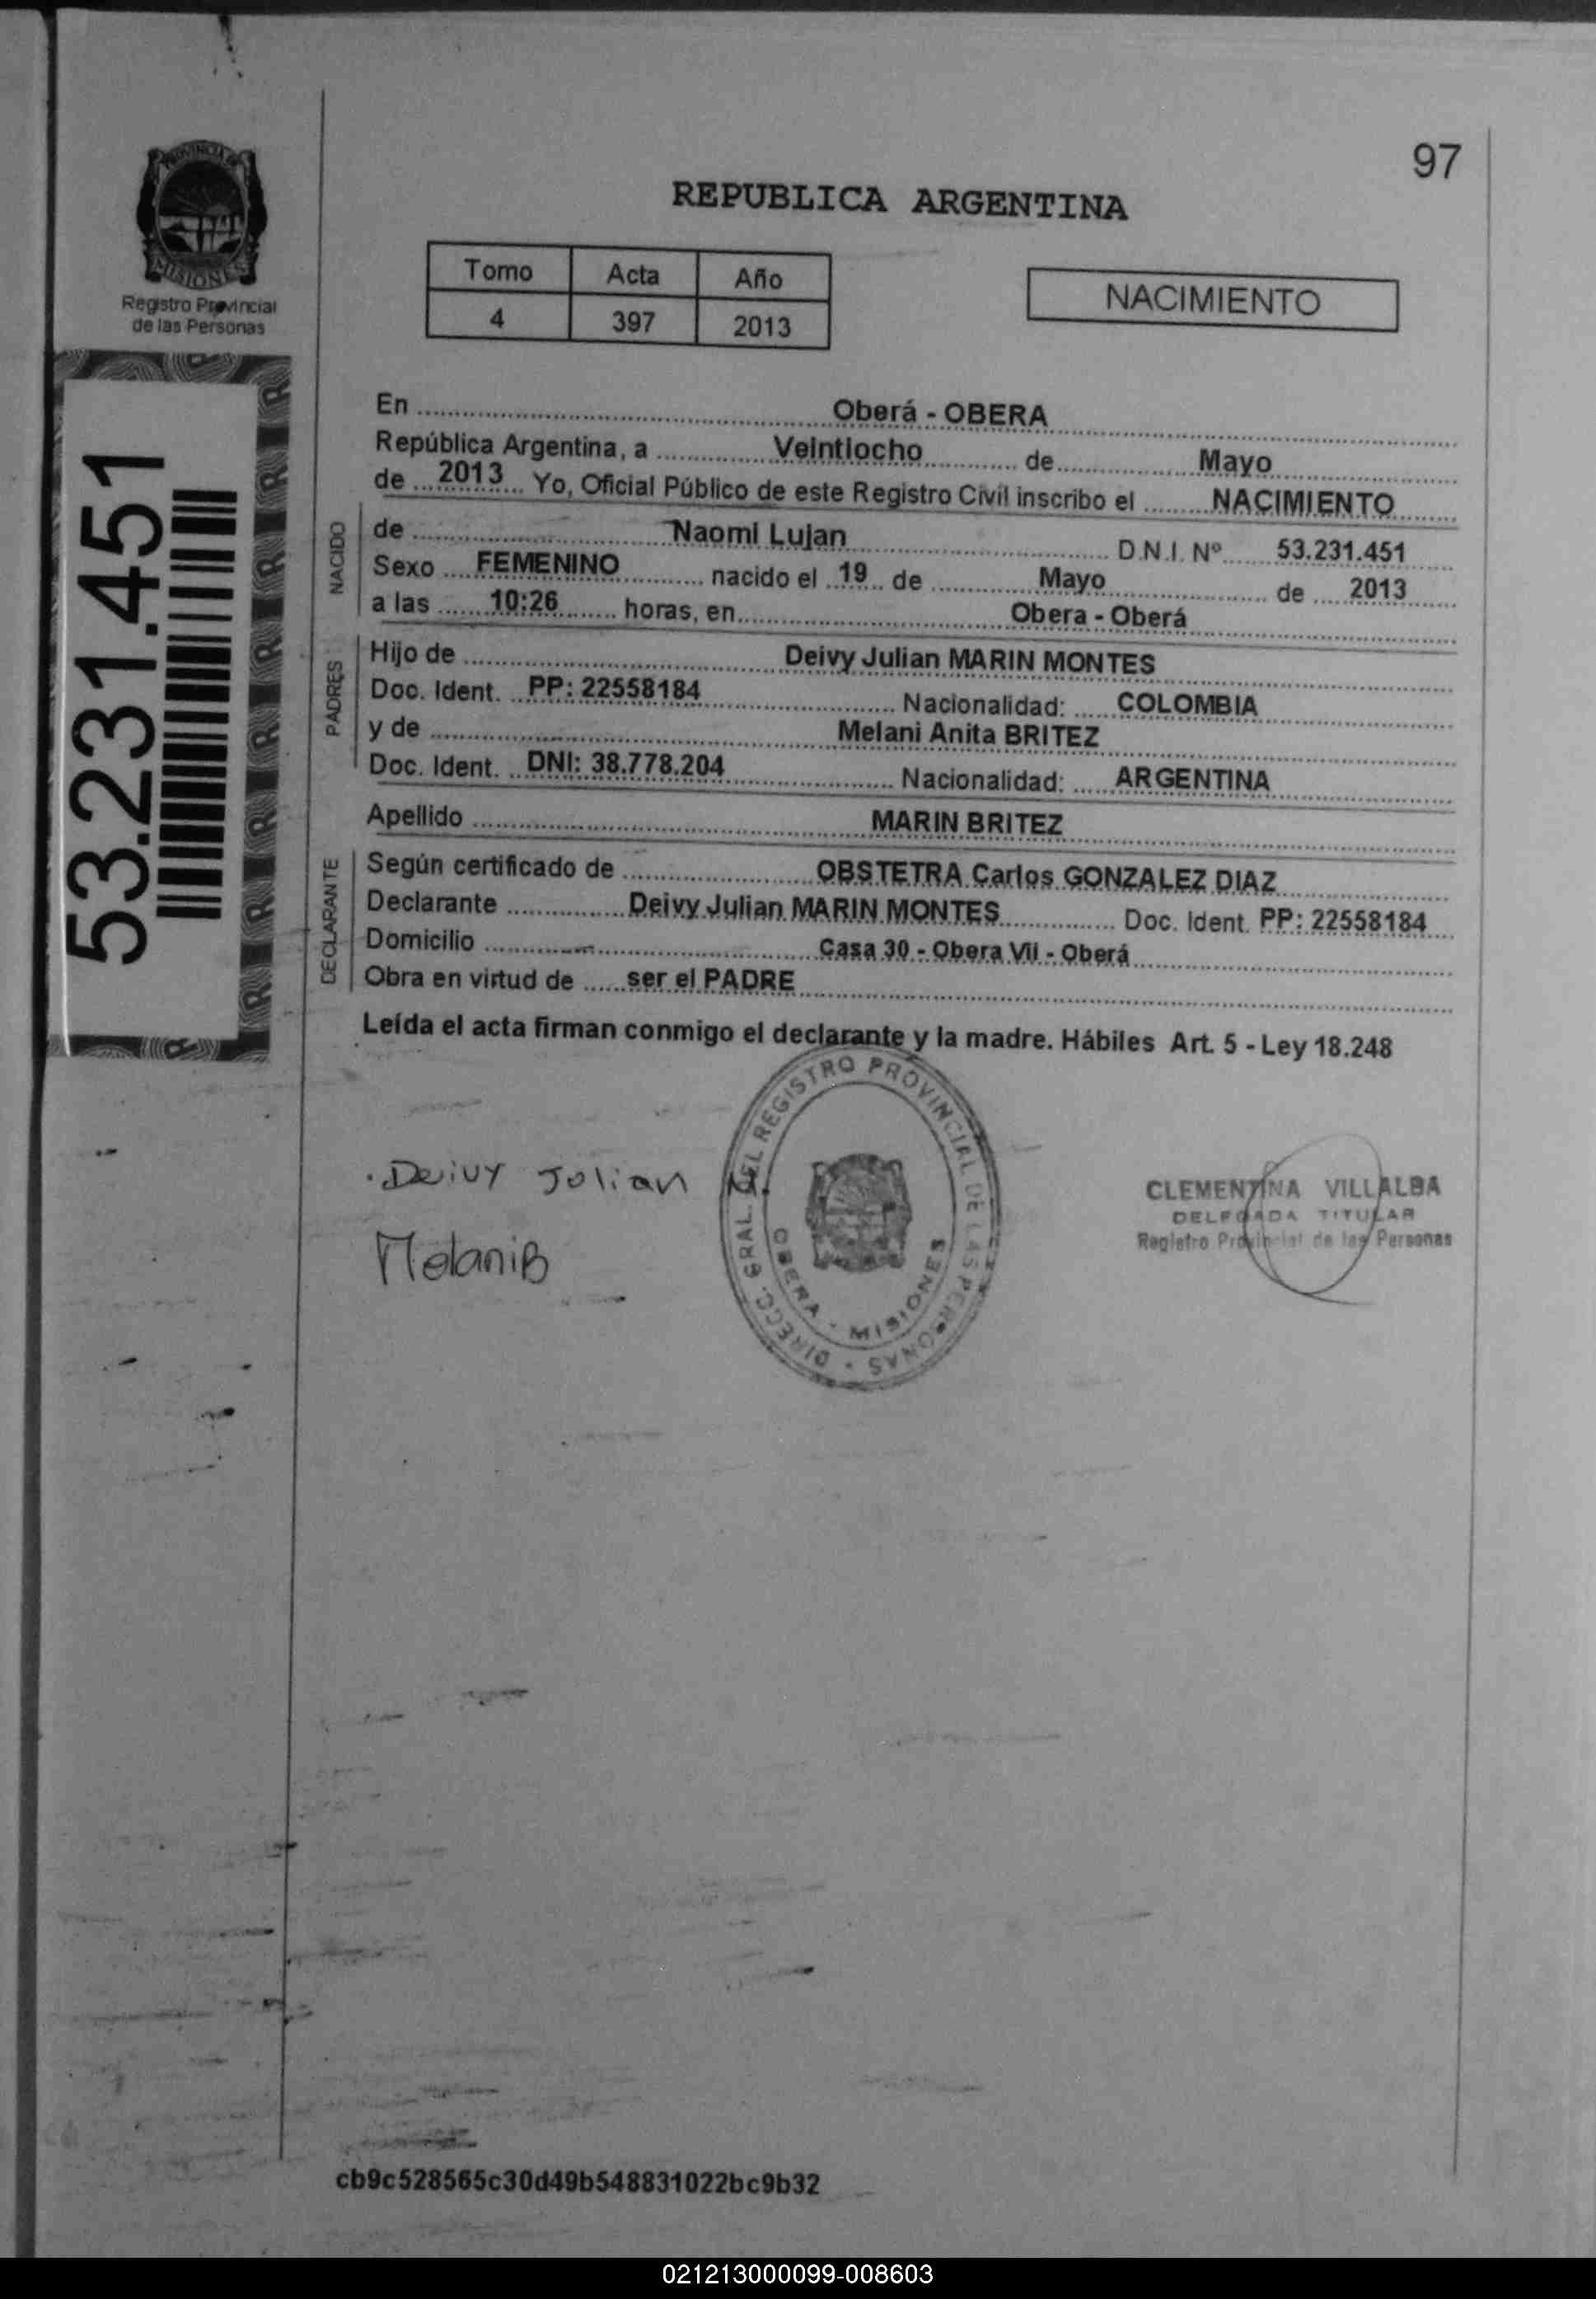 97
REPUBLICA ARGENTINA
PROVINCIA DE
MISIONES
Registro Provincial
de las Personas
Tomo Acta Año
4 397 2013
NACIMIENTO
53.231.451
En Oberá - OBERA
República Argentina, a Veintiocho de Mayo
de 2013 Yo, Oficial Público de este Registro Civil inscribo el NACIMIENTO
NACIDO
de Naomi Lujan D.N.I. Nº 53.231.451
Sexo FEMENINO nacido el 19 de Mayo de 2013
a las 10:26 horas, en Obera - Oberá
PADRES
Hijo de Deivy Julian MARIN MONTES
Doc. Ident. PP: 22558184 Nacionalidad: COLOMBIA
y de Melani Anita BRITEZ
Doc. Ident. DNI: 38.778.204 Nacionalidad: ARGENTINA
Apellido MARIN BRITEZ
DECLARANTE
Según certificado de OBSTETRA Carlos GONZALEZ DIAZ
Declarante Deivy Julian MARIN MONTES Doc. Ident. PP: 22558184
Domicilio Casa 30 - Obera VII - Oberá
Obra en virtud de ser el PADRE
Leída el acta firman conmigo el declarante y la madre. Hábiles Art. 5 - Ley 18.248
Deivy Julian M.
Melani B
DIRECC. GRAL. DEL REGISTRO PROVINCIAL DE LAS PERSONAS
OBERA - MISIONES
CLEMENTINA VILLALBA
DELEGADA TITULAR
Registro Provincial de las Personas
cb9c528565c30d49b548831022bc9b32
021213000099-008603